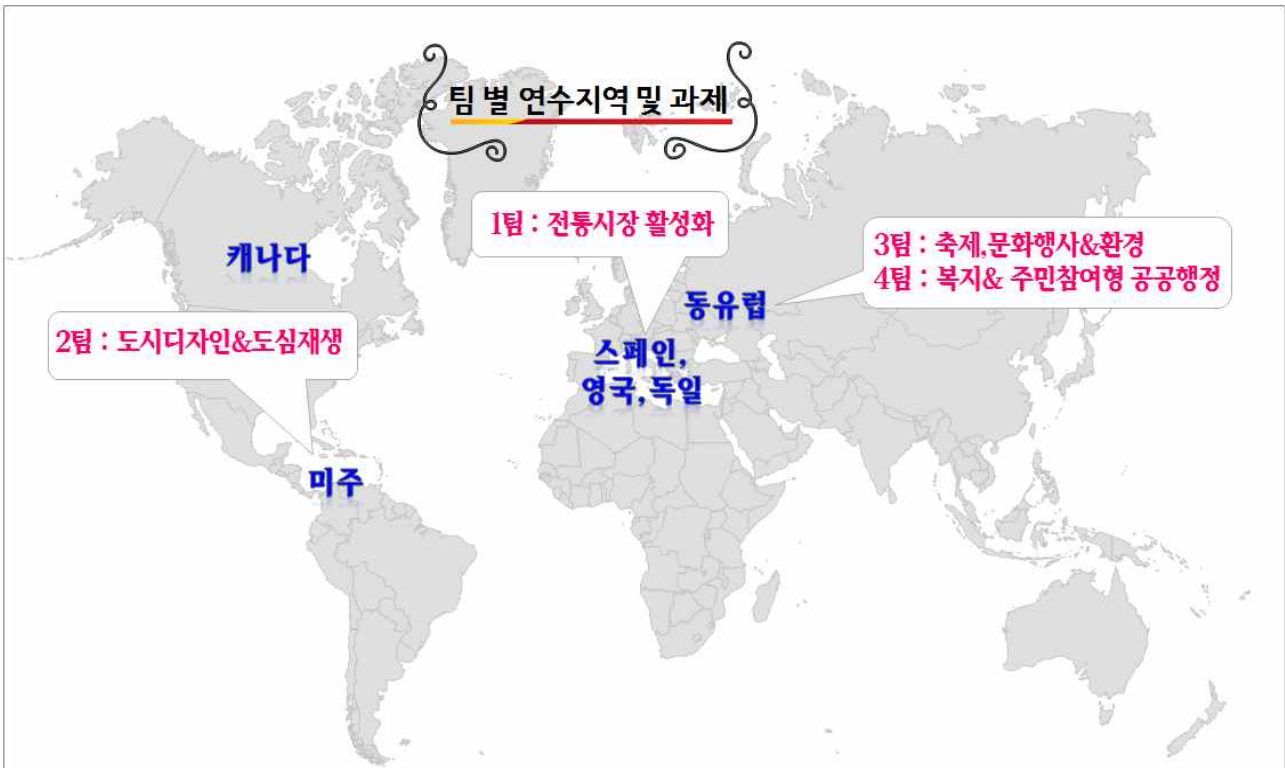 팀 별 연수지역 및 과제
1팀 : 전통시장 활성화
3팀 : 축제,문화행사&환경
4팀 : 복지& 주민참여형 공공행정
캐나다
동유럽
2팀 : 도시디자인&도심재생
스페인,
영국,독일
미주